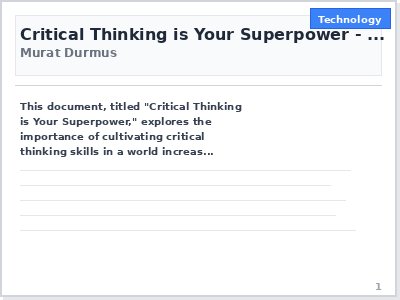 Technology
Critical Thinking is Your Superpower - ...
Murat Durmus
This document, titled "Critical Thinking
is Your Superpower," explores the
importance of cultivating critical
thinking skills in a world increas...
1